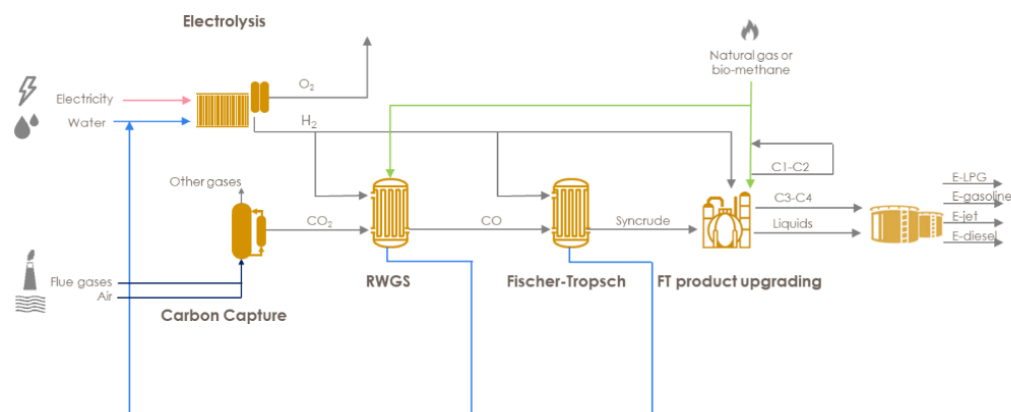 Electrolysis
Natural gas or
bio-methane
O2
Electricity
Water
H2
C1-C2
Other gases
E-LPG
C3-C4
E-gasoline
CO2
CO
Syncrude
Liquids
E-jet
E-diesel
Flue gases
Air
RWGS
Fischer-Tropsch
FT product upgrading
Carbon Capture